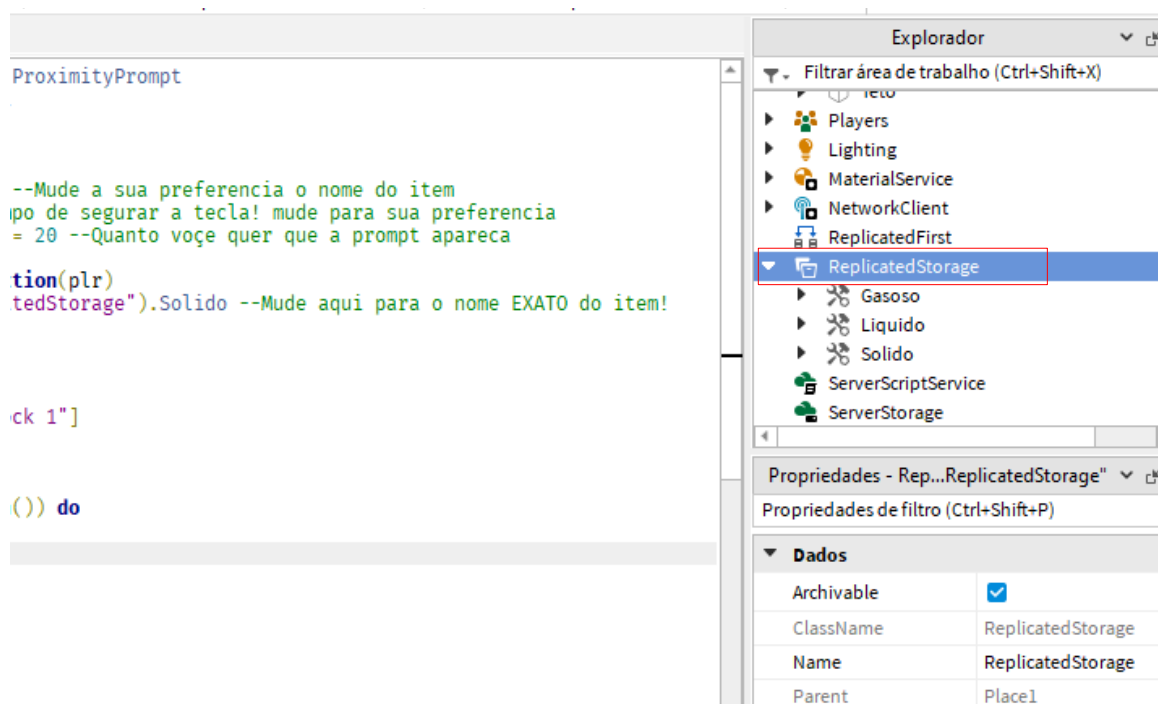 Explorador
ProximityPrompt
Filtrar área de trabalho (Ctrl+Shift+X)
Teto
Players
Lighting
MaterialService
NetworkClient
ReplicatedFirst
ReplicatedStorage
Gasoso
Liquido
Solido
ServerScriptService
ServerStorage
--Mude a sua preferencia o nome do item
po de segurar a tecla! mude para sua preferencia
= 20 --Quanto voçe quer que a prompt apareca
tion(plr)
tedStorage").Solido --Mude aqui para o nome EXATO do item!
ck 1"]
()) do
Propriedades - Rep...ReplicatedStorage"
Propriedades de filtro (Ctrl+Shift+P)
Dados
Archivable
ClassName ReplicatedStorage
Name ReplicatedStorage
Parent Place1